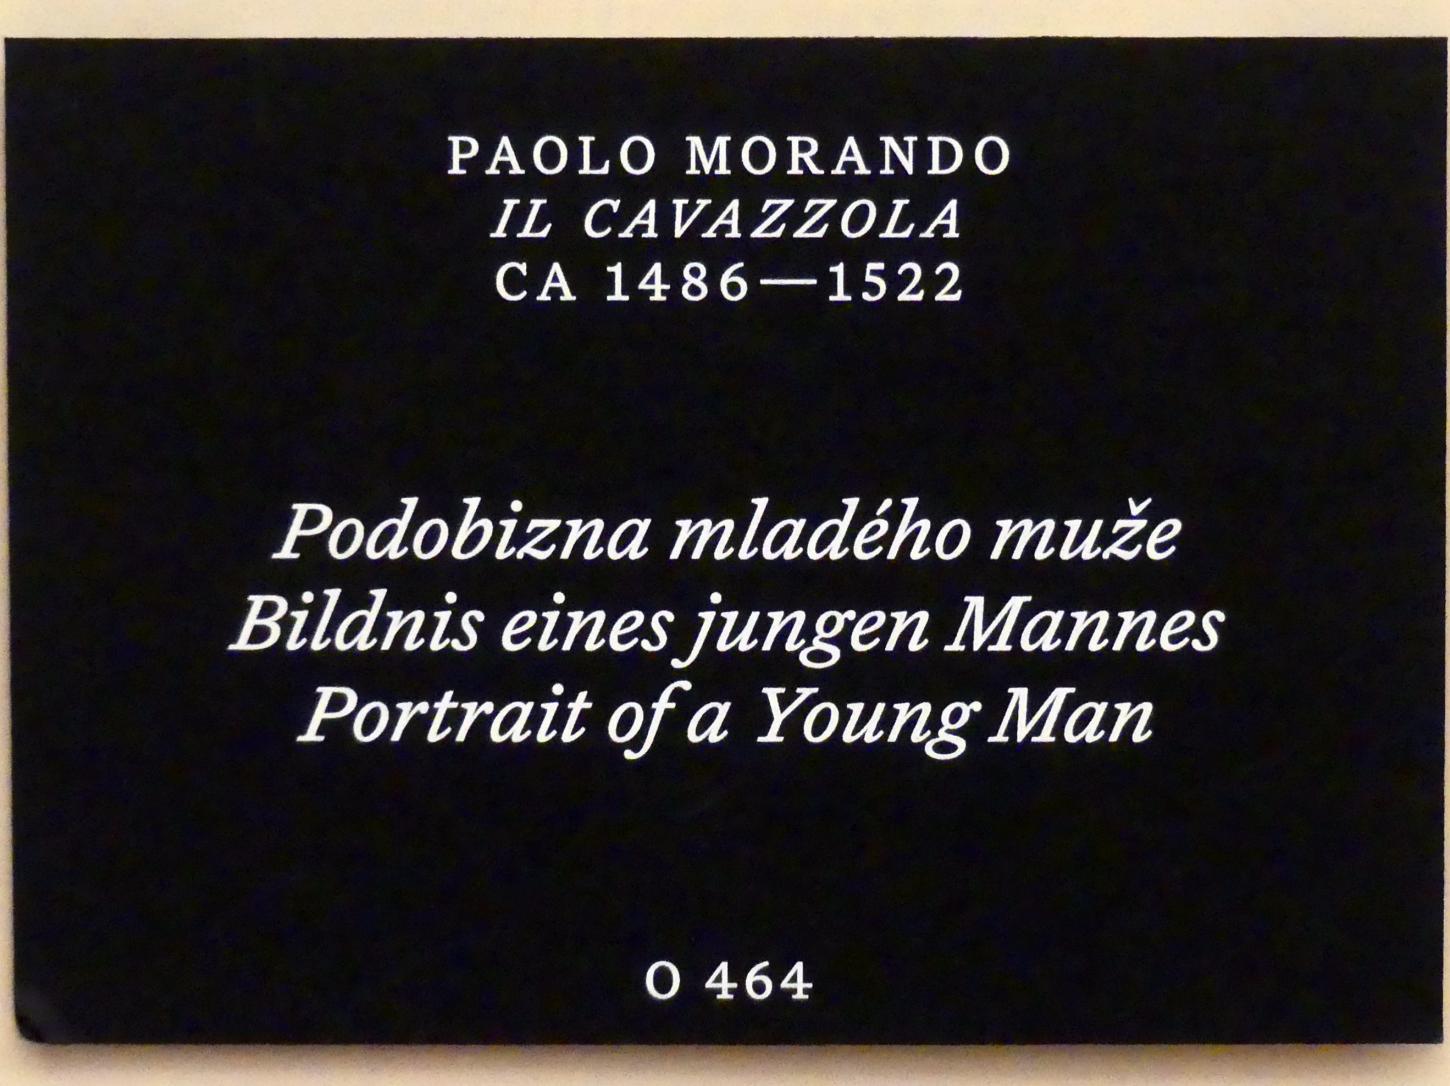 PAOLO MORANDO
IL CAVAZZOLA
CA 1486—1522
Podobizna mladého muže
Bildnis eines jungen Mannes
Portrait of a Young Man
O 464